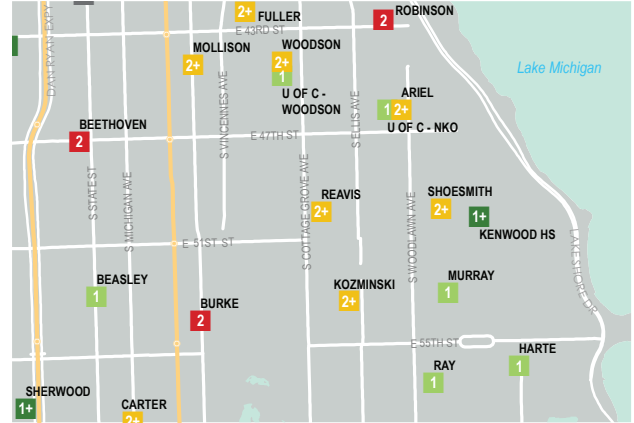 2+ FULLER
2 ROBINSON
E 43RD ST
MOLLISON
2+
WOODSON
2+
1
U OF C -
WOODSON
Lake Michigan
ARIEL
1 2+
U OF C - NKO
DAN RYAN EXPY
S VINCENNES AVE
S ELLIS AVE
BEETHOVEN
2
E 47TH ST
S STATE ST
S MICHIGAN AVE
S COTTAGE GROVE AVE
S WOODLAWN AVE
REAVIS
2+
SHOESMITH
2+
1+
KENWOOD HS
LAKESHORE DR
E 51ST ST
BEASLEY
1
BURKE
2
KOZMINSKI
2+
MURRAY
1
E 55TH ST
HARTE
1
RAY
1
SHERWOOD
1+
CARTER
2+